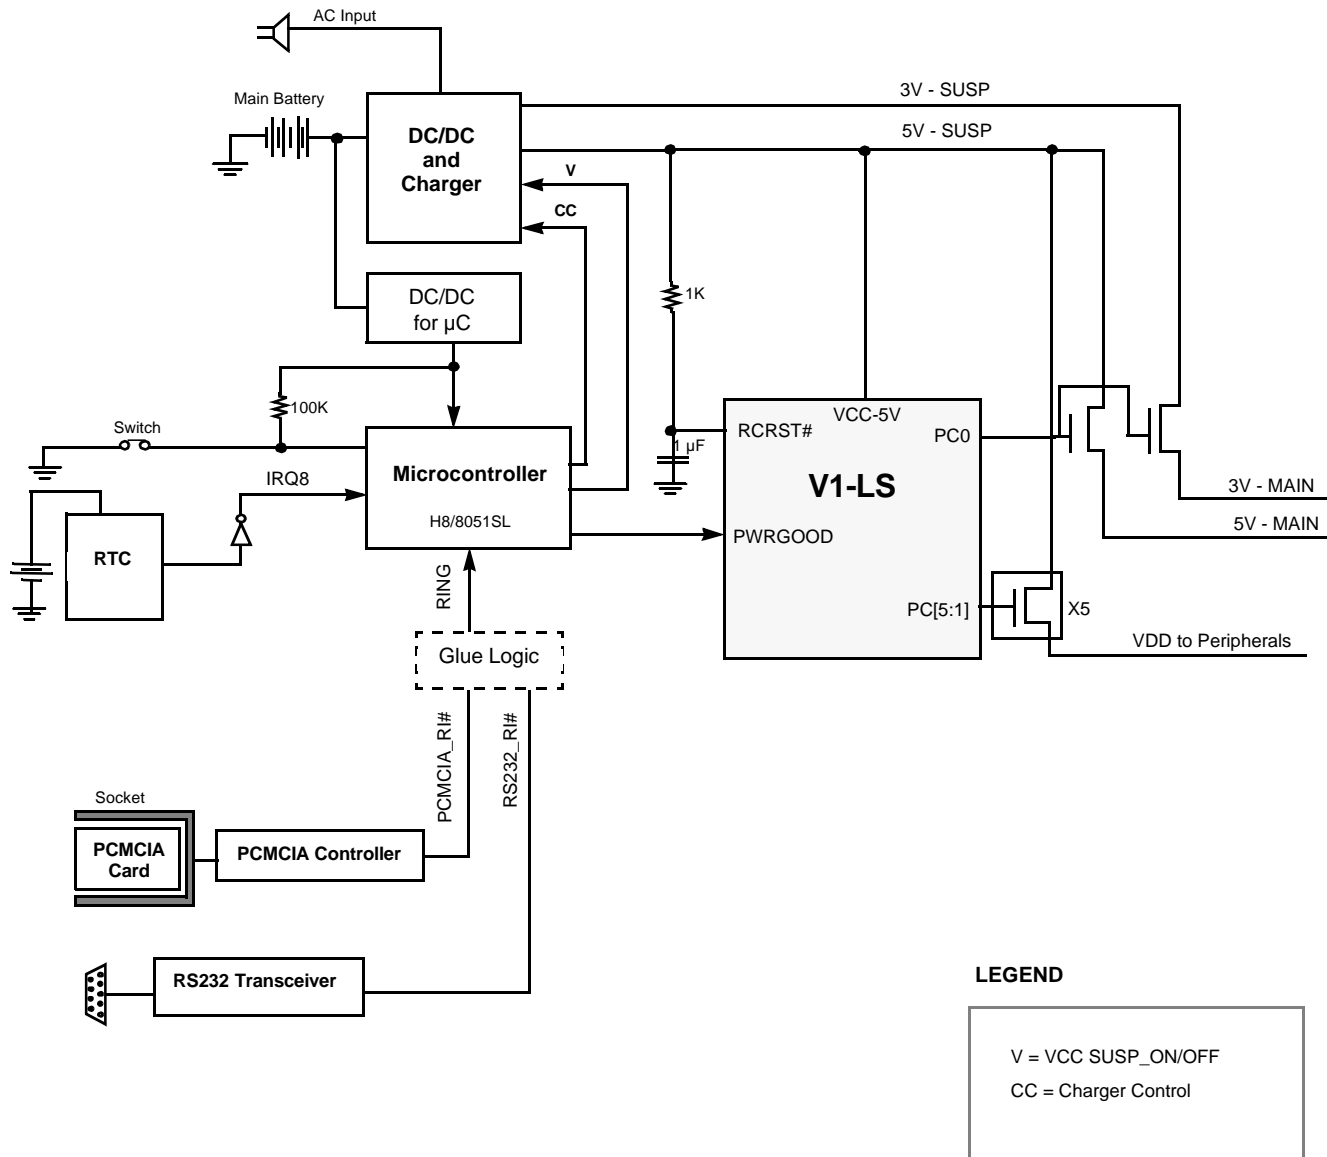 AC Input
3V - SUSP
Main Battery
5V - SUSP
DC/DC
and
Charger
V
CC
DC/DC
for µC
1K
100K
VCC-5V
Switch
RCRST#
PC0
1 µF
Microcontroller
IRQ8
V1-LS
3V - MAIN
H8/8051SL
5V - MAIN
PWRGOOD
RTC
RING
PC[5:1]
X5
Glue Logic
VDD to Peripherals
PCMCIA_RI#
RS232_RI#
Socket
PCMCIA
Card
PCMCIA Controller
RS232 Transceiver
LEGEND
V = VCC SUSP_ON/OFF
CC = Charger Control